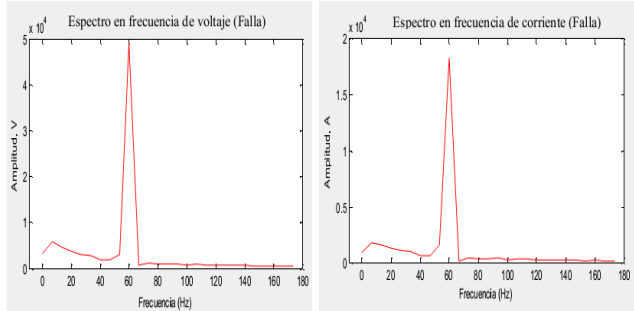 Espectro en frecuencia de voltaje (Falla)
5 x 10^4
4
3
2
1
0
Amplitud, V
0 20 40 60 80 100 120 140 160 180
Frecuencia (Hz)
Espectro en frecuencia de corriente (Falla)
2 x 10^4
1.5
1
0.5
0
Amplitud, A
0 20 40 60 80 100 120 140 160 180
Frecuencia (Hz)